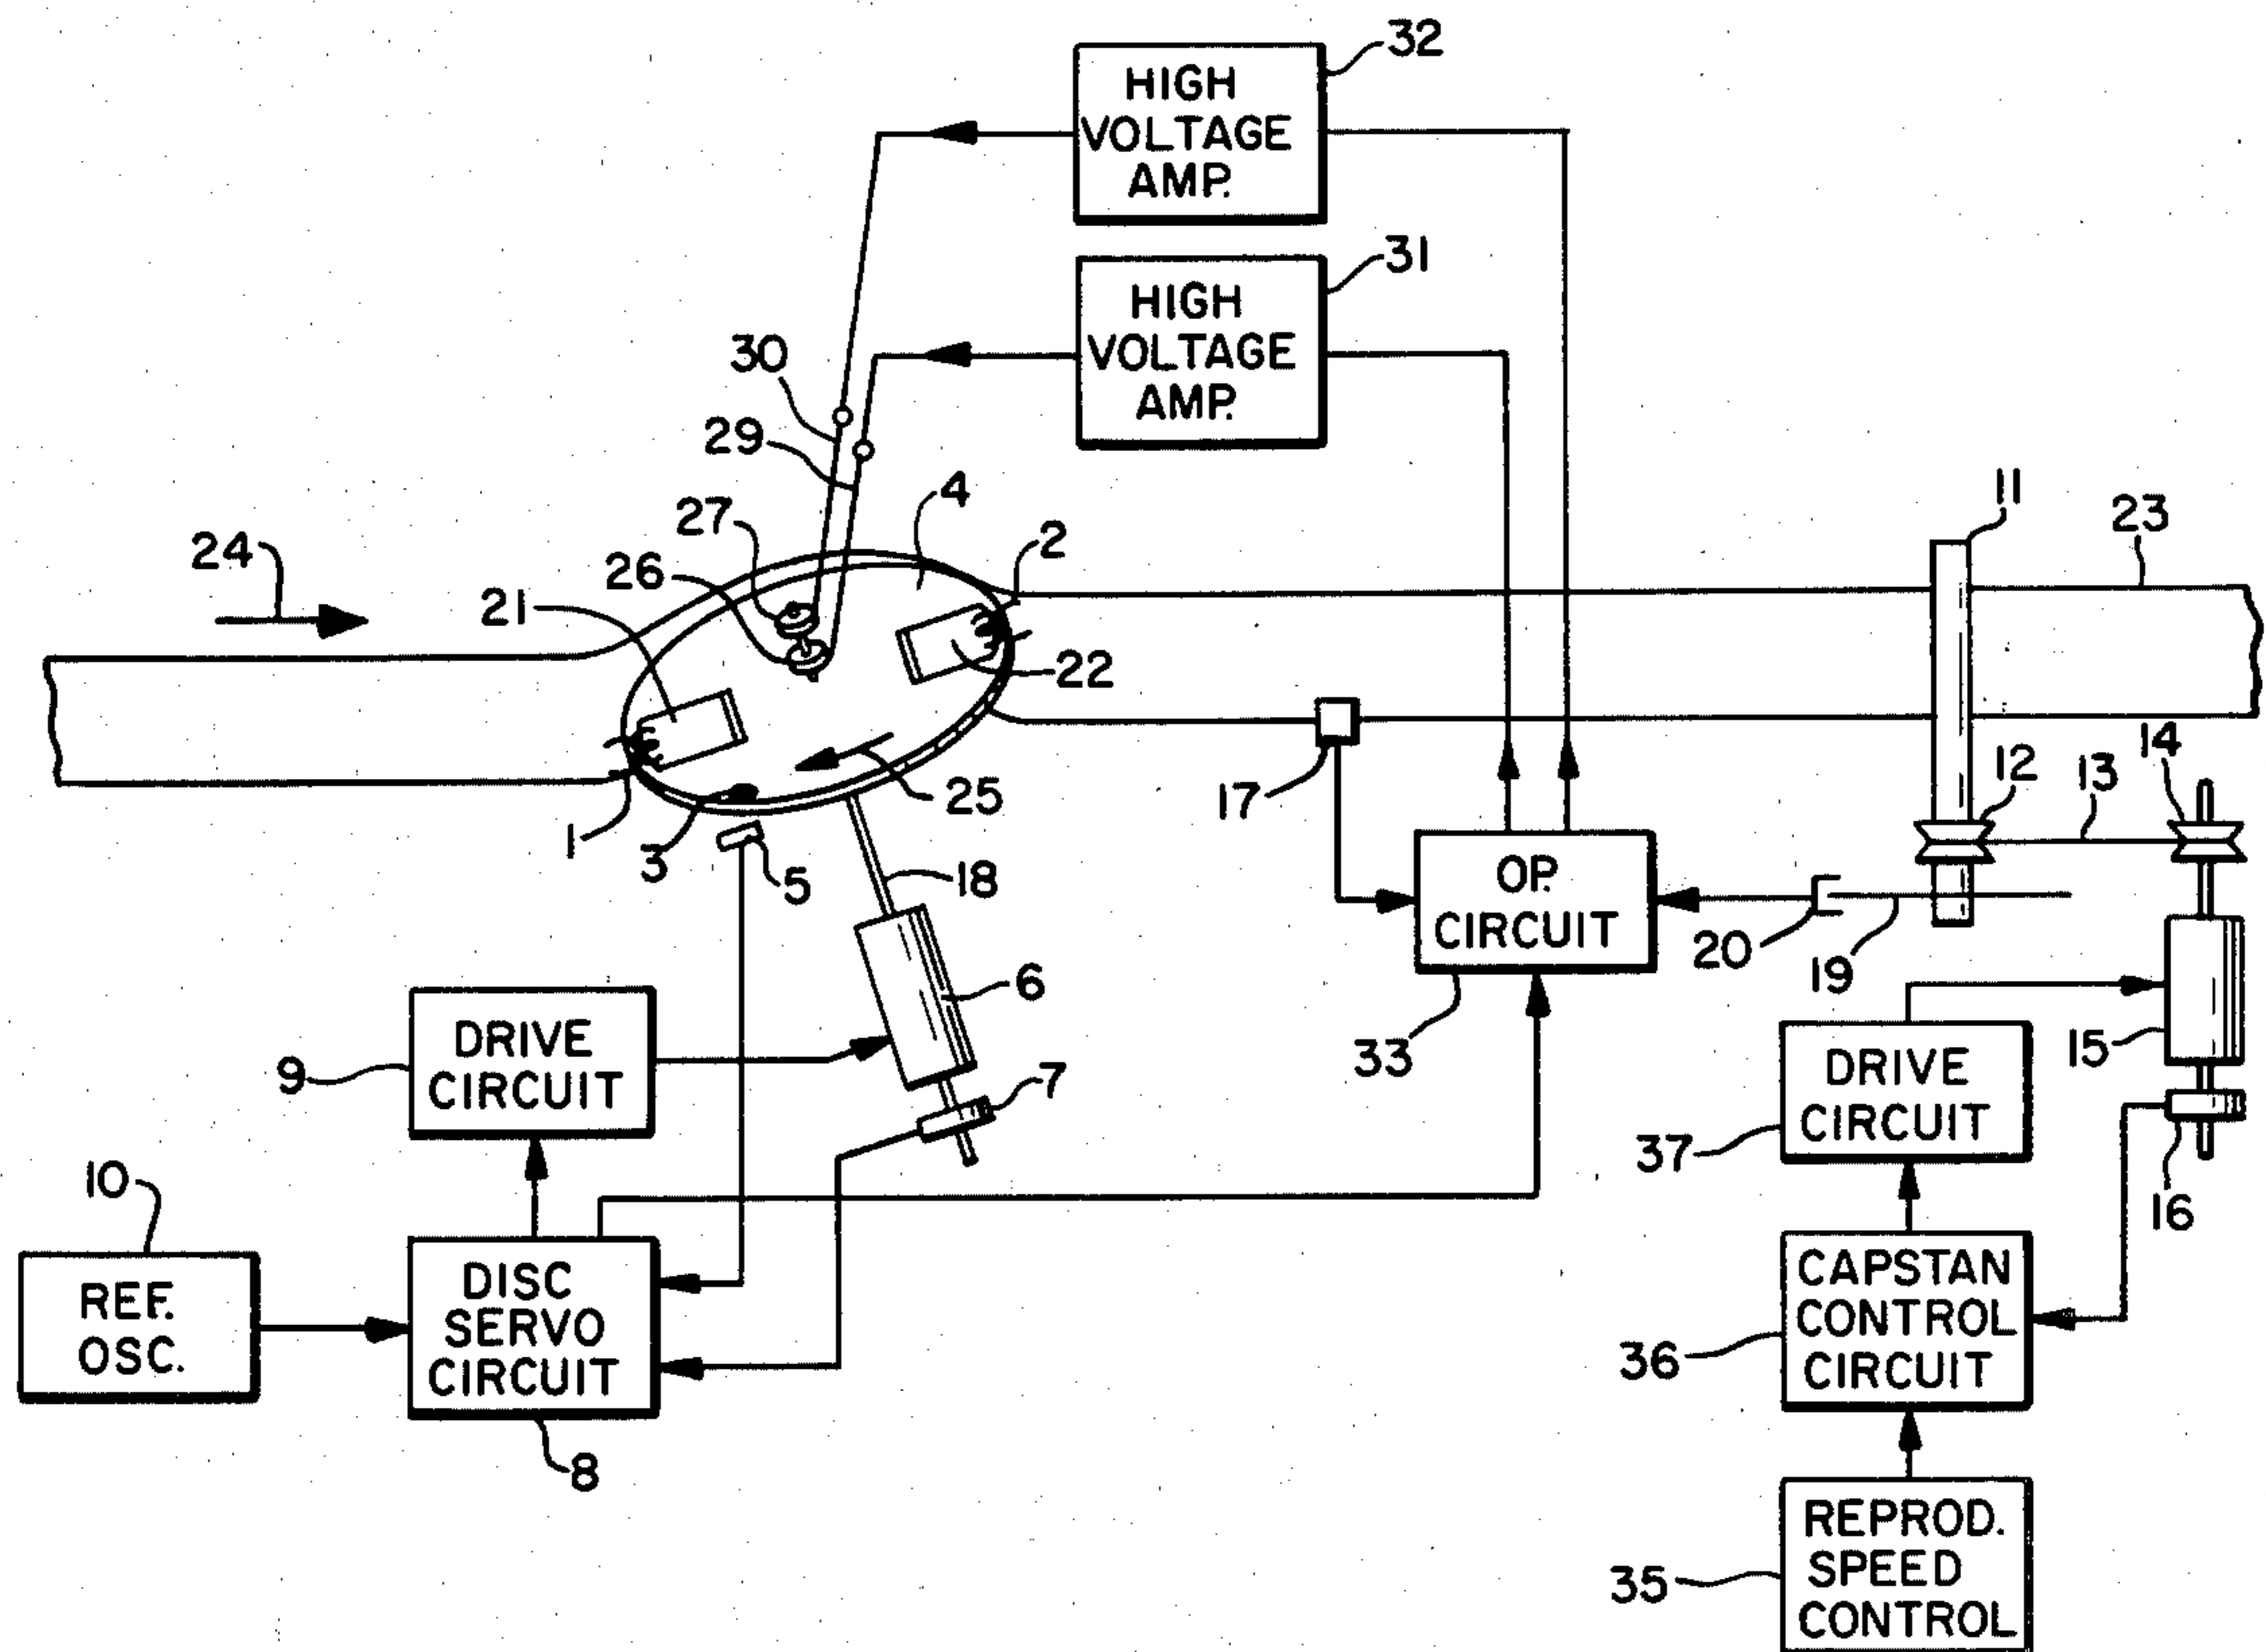 32
HIGH
VOLTAGE
AMP.
31
HIGH
VOLTAGE
AMP.
30
29
11
4
27
2
23
24
26
21
22
14
12
13
25
17
1
3
5
18
OP.
CIRCUIT
20
19
6
DRIVE
CIRCUIT
9
33
15
7
DRIVE
CIRCUIT
37
10
16
REF.
OSC.
DISC
SERVO
CIRCUIT
CAPSTAN
CONTROL
CIRCUIT
36
8
REPROD.
SPEED
CONTROL
35